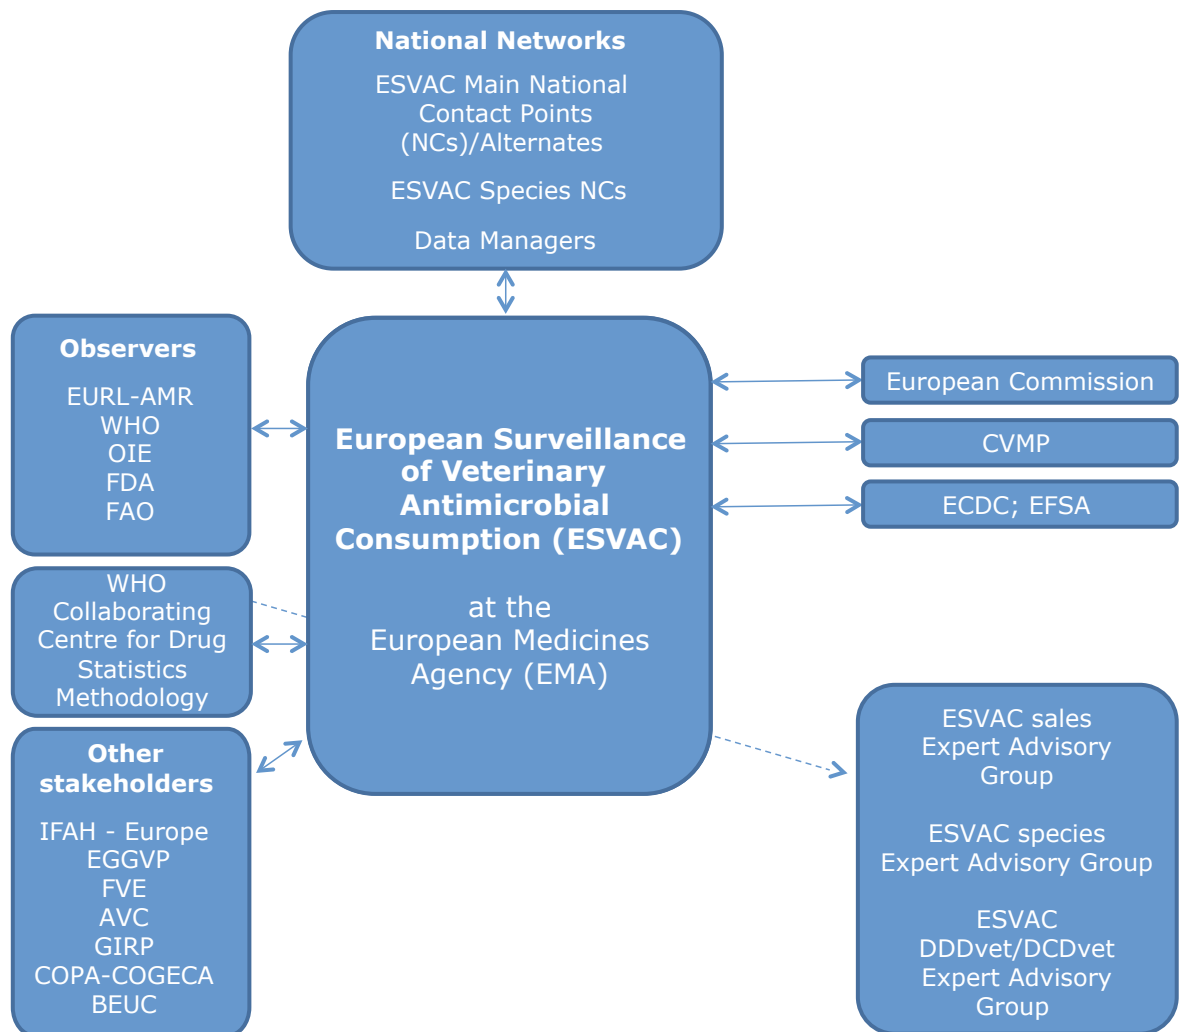 National Networks
ESVAC Main National
Contact Points
(NCs)/Alternates
ESVAC Species NCs
Data Managers
Observers
EURL-AMR
WHO
OIE
FDA
FAO
WHO
Collaborating
Centre for Drug
Statistics
Methodology
Other
stakeholders
IFAH - Europe
EGGVP
FVE
AVC
GIRP
COPA-COGECA
BEUC
European Surveillance
of Veterinary
Antimicrobial
Consumption (ESVAC)
at the
European Medicines
Agency (EMA)
European Commission
CVMP
ECDC; EFSA
ESVAC sales
Expert Advisory
Group
ESVAC species
Expert Advisory Group
ESVAC
DDDvet/DCDvet
Expert Advisory
Group